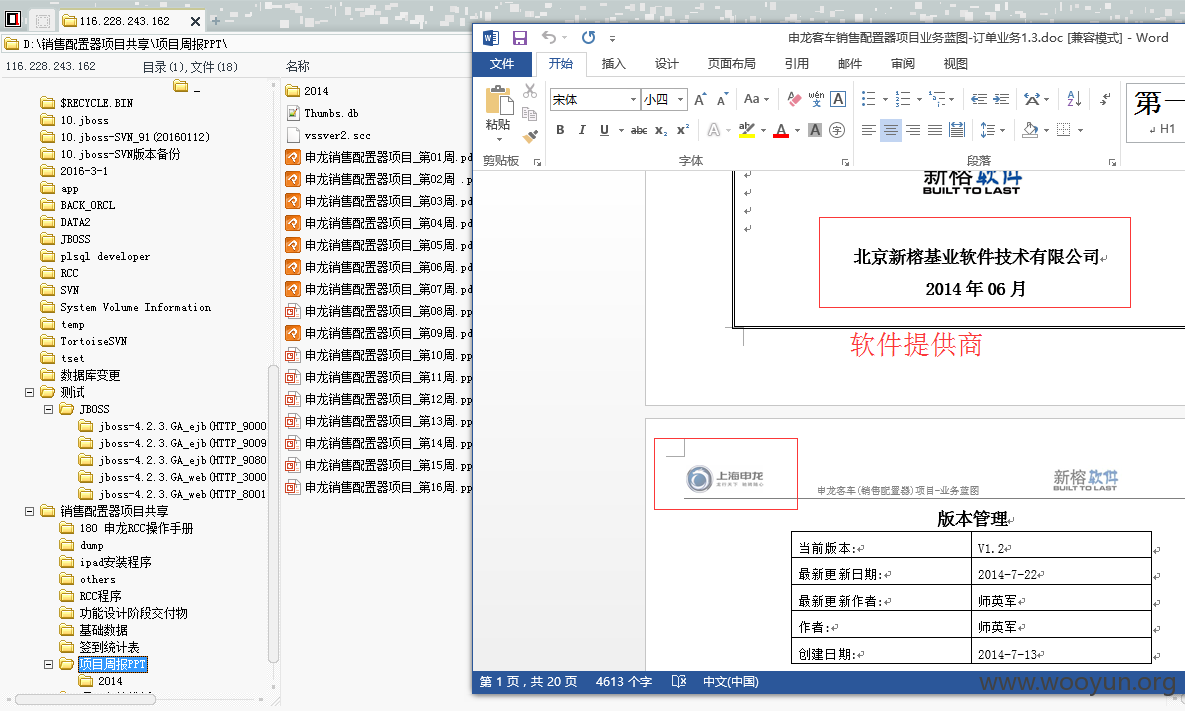 116.228.243.162
D:\销售配置器项目共享\项目周报PPT\
116.228.243.162 目录(1),文件(18) 名称
_
$RECYCLE.BIN
10.jboss
10.jboss-SVN_91(20160112)
10.jboss-SVN版本备份
2016-3-1
app
BACK_ORCL
DATA2
JBOSS
plsql developer
RCC
SVN
System Volume Information
temp
TortoiseSVN
tset
数据库变更
测试
JBOSS
jboss-4.2.3.GA_ejb(HTTP_9000
jboss-4.2.3.GA_ejb(HTTP_9009
jboss-4.2.3.GA_ejb(HTTP_9080
jboss-4.2.3.GA_web(HTTP_3000
jboss-4.2.3.GA_web(HTTP_8001
销售配置器项目共享
180 申龙RCC操作手册
dump
ipad安装程序
others
RCC程序
功能设计阶段交付物
基础数据
签到统计表
项目周报PPT
2014
2014
Thumbs.db
vssver2.scc
申龙销售配置器项目_第01周.pd
申龙销售配置器项目_第02周 .p
申龙销售配置器项目_第03周.pd
申龙销售配置器项目_第04周.pd
申龙销售配置器项目_第05周.pd
申龙销售配置器项目_第06周.pd
申龙销售配置器项目_第07周.pd
申龙销售配置器项目_第08周.pp
申龙销售配置器项目_第09周.pd
申龙销售配置器项目_第10周.pp
申龙销售配置器项目_第11周.pp
申龙销售配置器项目_第12周.pp
申龙销售配置器项目_第13周.pp
申龙销售配置器项目_第14周.pp
申龙销售配置器项目_第15周.pp
申龙销售配置器项目_第16周.pp
申龙客车销售配置器项目业务蓝图-订单业务1.3.doc [兼容模式] - Word
文件 开始 插入 设计 页面布局 引用 邮件 审阅 视图
粘贴 宋体 小四 A A Aa wén 文 A 第一
B I U abc x₂ x² A aby A A 字 H1
剪贴板 字体 段落
新榕软件
BUILT TO LAST
北京新榕基业软件技术有限公司
2014 年 06 月
软件提供商
上海申龙
申龙客车(销售配置器)项目-业务蓝图
新榕软件
BUILT TO LAST
版本管理
当前版本: V1.2
最新更新日期: 2014-7-22
最新更新作者: 师英军
作者: 师英军
创建日期: 2014-7-13
第 1 页 , 共 20 页 4613 个字 中文(中国)
www.wooyun.org